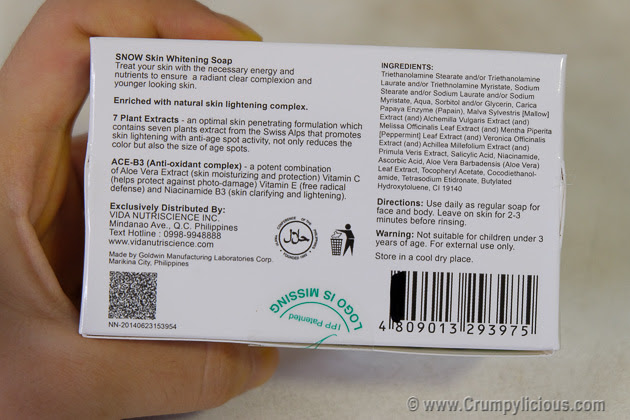 SNOW Skin Whitening Soap
Treat your skin with the necessary energy and
nutrients to ensure a radiant clear complexion and
younger looking skin.
Enriched with natural skin lightening complex.
7 Plant Extracts - an optimal skin penetrating formulation which
contains seven plants extract from the Swiss Alps that promotes
skin lightening with anti-age spot activity, not only reduces the
color but also the size of age spots.
ACE-B3 (Anti-oxidant complex) - a potent combination
of Aloe Vera Extract (skin moisturizing and protection) Vitamin C
(helps protect against photo-damage) Vitamin E (free radical
defense) and Niacinamide B3 (skin clarifying and lightening).
Exclusively Distributed By:
VIDA NUTRISCIENCE INC.
Mindanao Ave., Q.C. Philippines
Text Hotline : 0998-9948888
www.vidanutriscience.com
Made by Goldwin Manufacturing Laboratories Corp.
Marikina City, Philippines
NN-20140623153954
حلال
IPP Patented
LOGO IS MISSING
INGREDIENTS:
Triethanolamine Stearate and/or Triethanolamine
Laurate and/or Triethnolamine Myristate, Sodium
Stearate and/or Sodium Laurate and/or Sodium
Myristate, Aqua, Sorbitol and/or Glycerin, Carica
Papaya Enzyme (Papain), Malva Sylvestris [Mallow]
Extract (and) Alchemilla Vulgaris Extract (and)
Melissa Officinalis Leaf Extract (and) Mentha Piperita
[Peppermint] Leaf Extract (and) Veronica Officinalis
Extract (and) Achillea Millefolium Extract (and)
Primula Veris Extract, Salicylic Acid, Niacinamide,
Ascorbic Acid, Aloe Vera Barbadensis (Aloe Vera)
Leaf Extract, Tocopheryl Acetate, Cocodiethanol-
amide, Tetrasodium Etidronate, Butylated
Hydroxytoluene, CI 19140
Directions: Use daily as regular soap for
face and body. Leave on skin for 2-3
minutes before rinsing.
Warning: Not suitable for children under 3
years of age. For external use only.
Store in a cool dry place.
4 809013 293975
© www.Crumpylicious.com